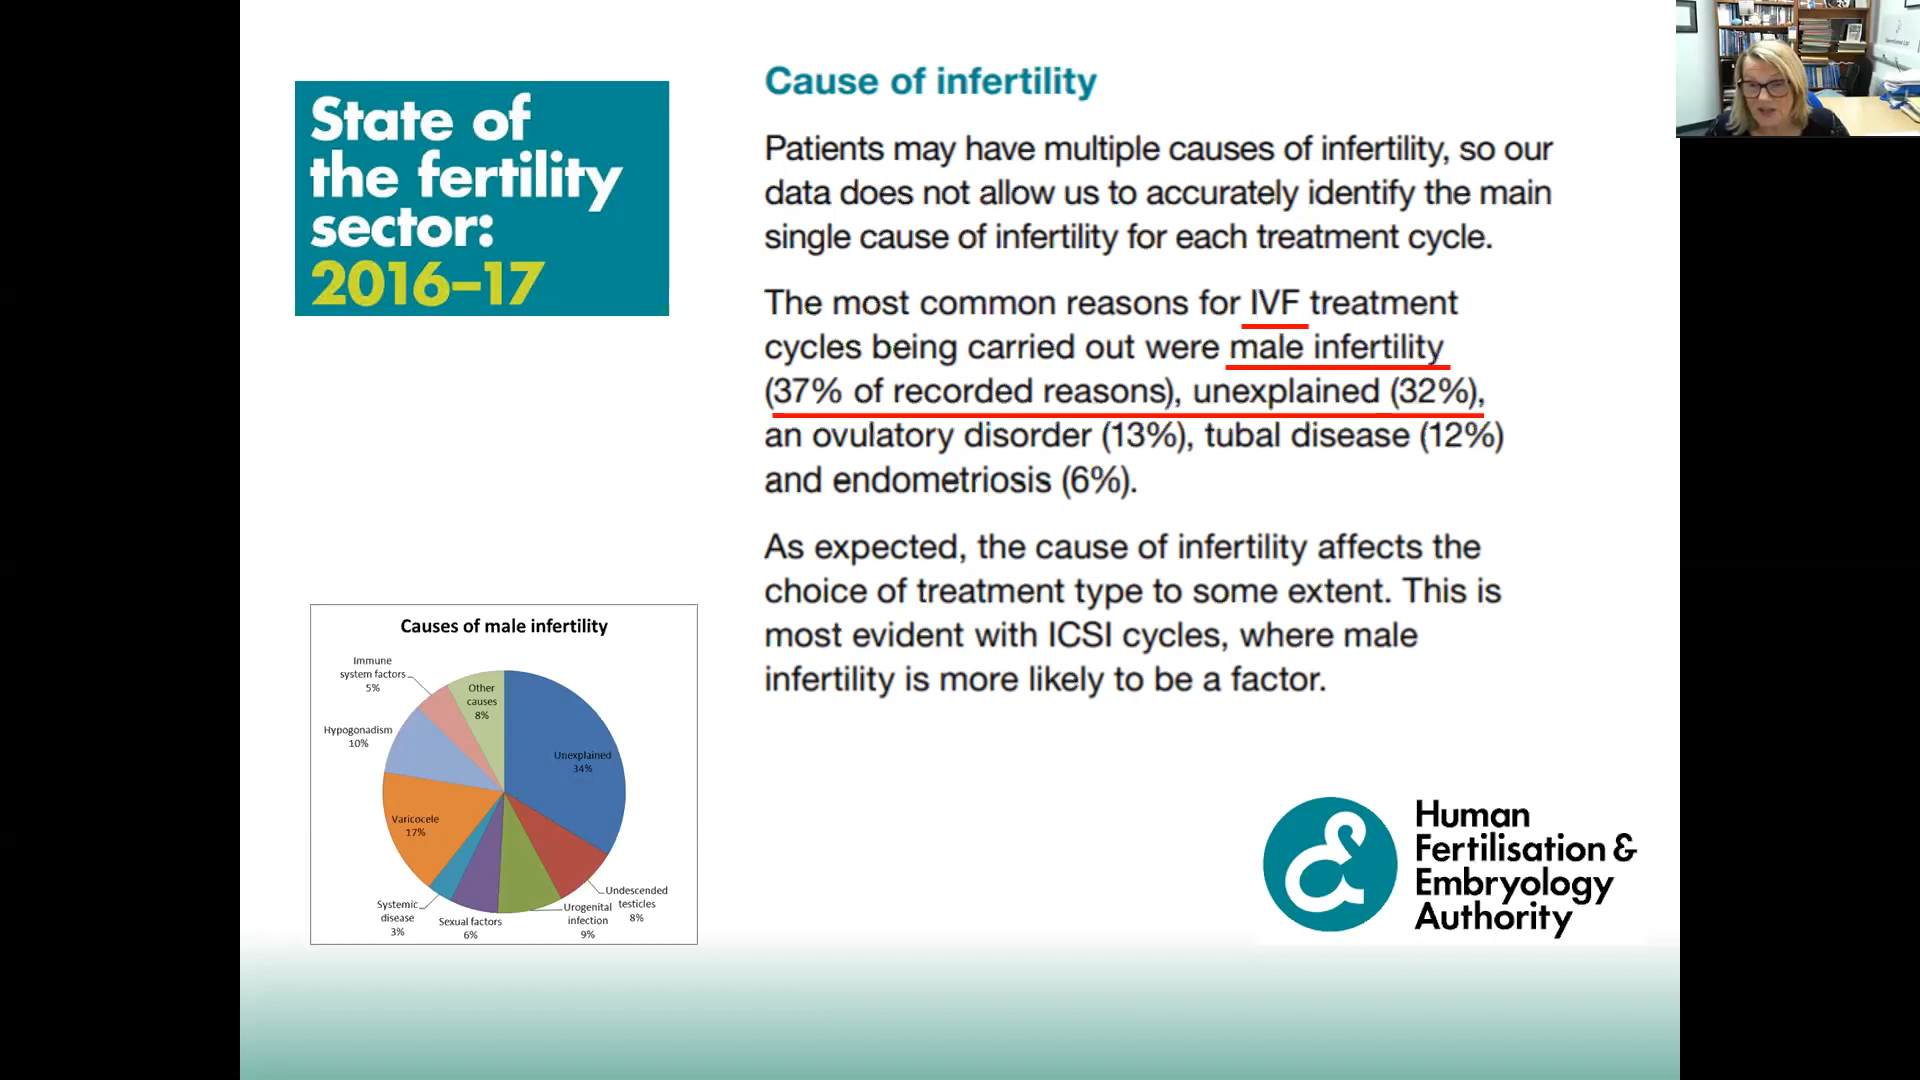 State of
the fertility
sector:
2016–17
Cause of infertility
Patients may have multiple causes of infertility, so our
data does not allow us to accurately identify the main
single cause of infertility for each treatment cycle.
The most common reasons for IVF treatment
cycles being carried out were male infertility
(37% of recorded reasons), unexplained (32%),
an ovulatory disorder (13%), tubal disease (12%)
and endometriosis (6%).
As expected, the cause of infertility affects the
choice of treatment type to some extent. This is
most evident with ICSI cycles, where male
infertility is more likely to be a factor.
Causes of male infertility
Immune
system factors
5%
Other
causes
8%
Hypogonadism
10%
Unexplained
34%
Varicocele
17%
Systemic
disease
3%
Sexual factors
6%
Urogenital
infection
9%
Undescended
testicles
8%
Human
Fertilisation &
Embryology
Authority